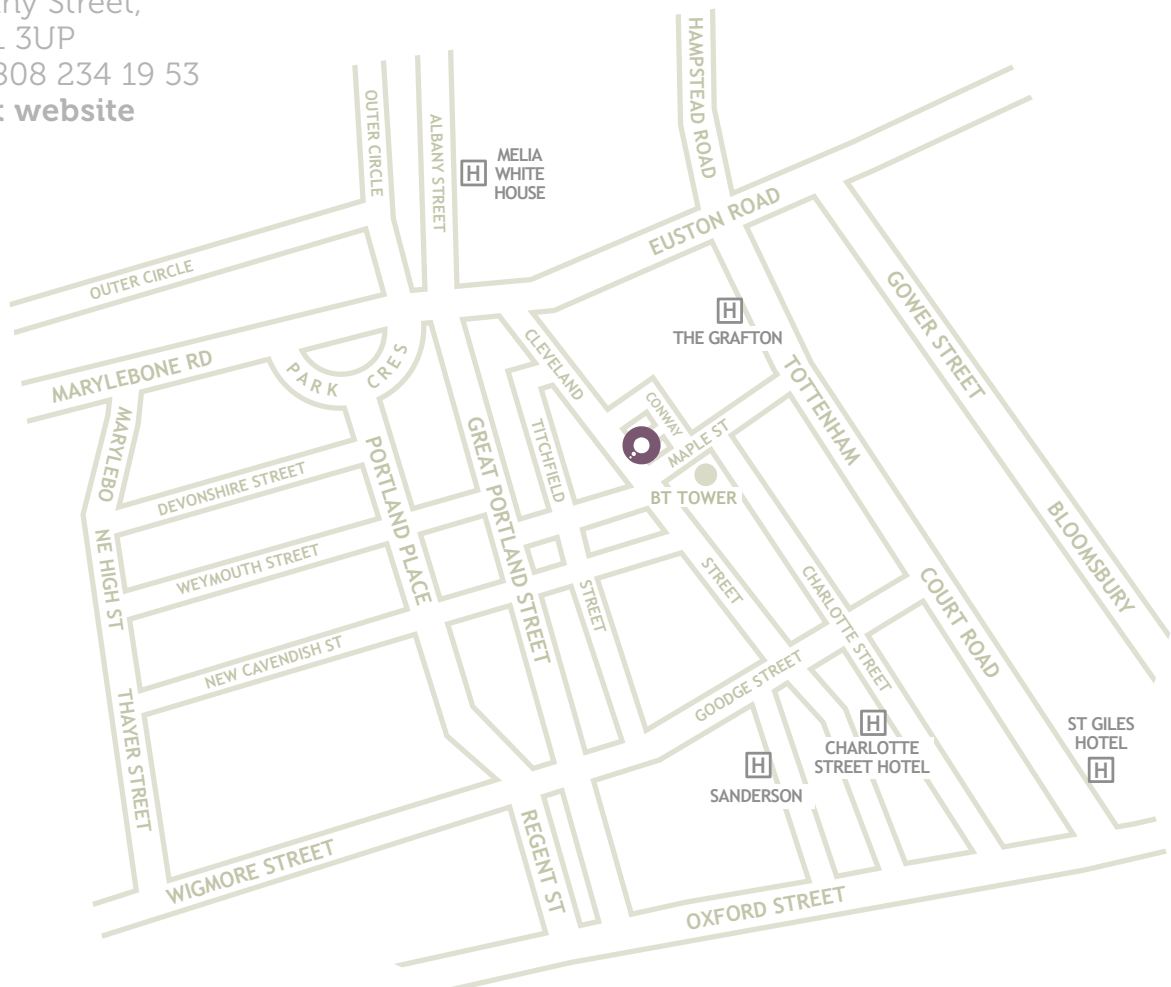 Street,
3UP
808 234 19 53
website
OUTER CIRCLE
ALBANY STREET
HAMPSTEAD ROAD
H
MELIA
WHITE
HOUSE
EUSTON ROAD
OUTER CIRCLE
GOWER STREET
H
THE GRAFTON
CLEVELAND
MARYLEBONE RD
PARK CRES
TOTTENHAM
CONWAY
MARYLEBO
TITCHFIELD
GREAT PORTLAND STREET
PORTLAND PLACE
MAPLE ST
DEVONSHIRE STREET
BT TOWER
BLOOMSBURY
NE HIGH ST
WEYMOUTH STREET
STREET
STREET
CHARLOTTE STREET
COURT ROAD
NEW CAVENDISH ST
GOODGE STREET
THAYER STREET
H
CHARLOTTE
STREET HOTEL
ST GILES
HOTEL
H
H
SANDERSON
REGENT ST
WIGMORE STREET
OXFORD STREET